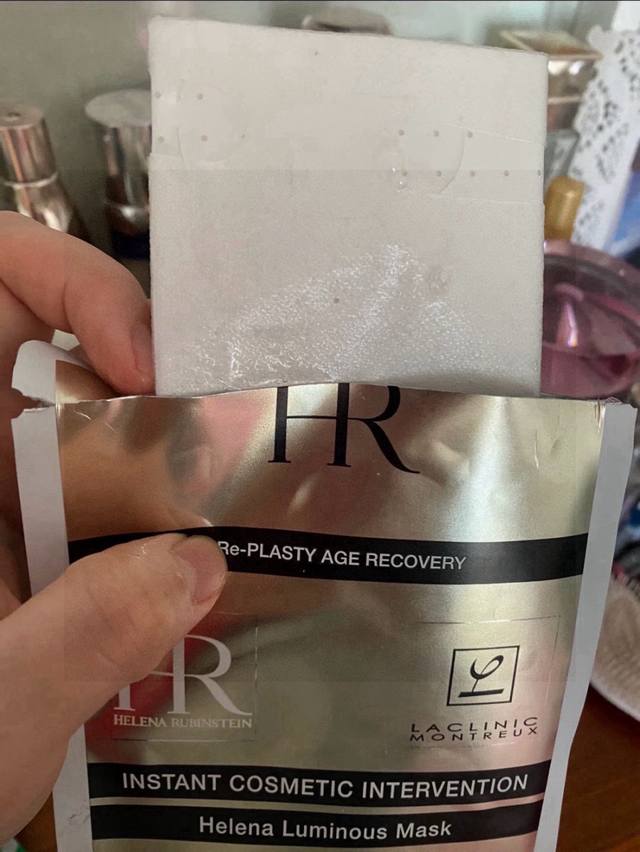 HR
Re-PLASTY AGE RECOVERY
HR
HELENA RUBINSTEIN
LACLINIC
MONTREUX
INSTANT COSMETIC INTERVENTION
Helena Luminous Mask